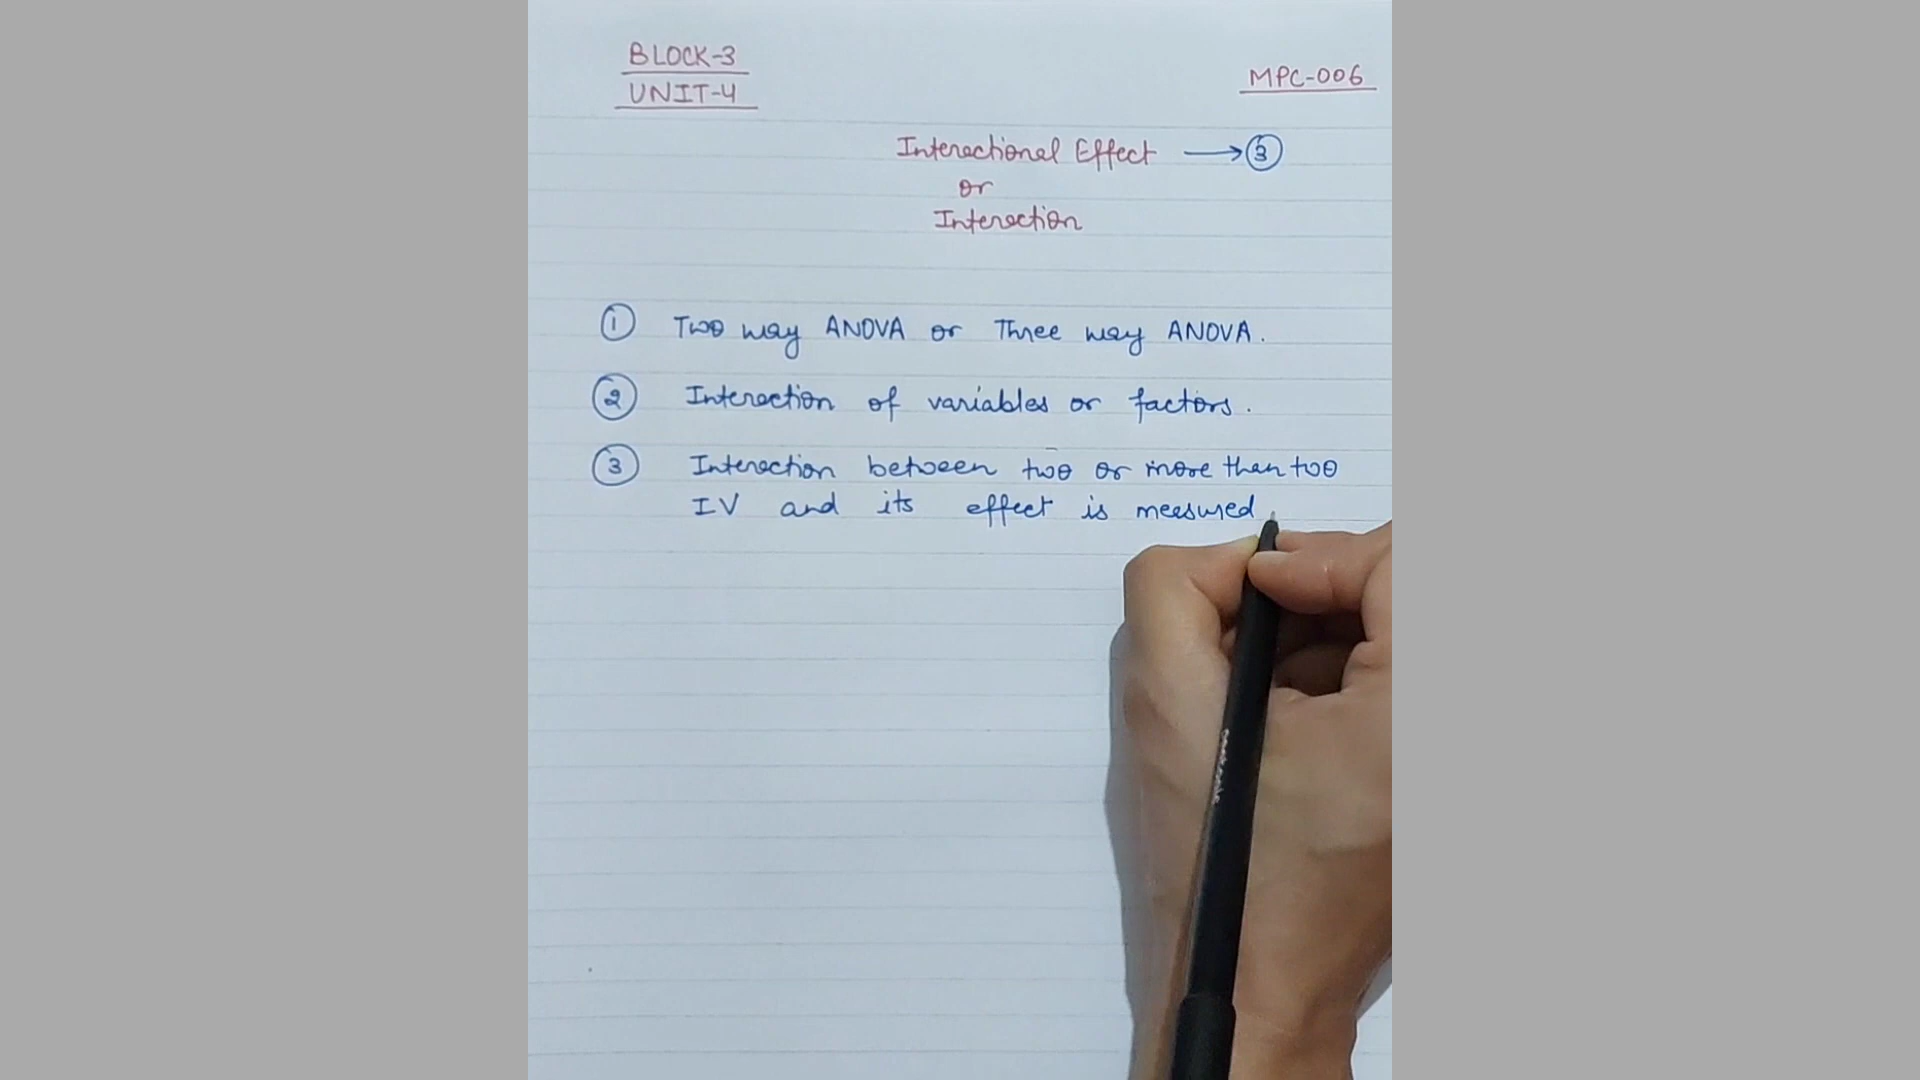 BLOCK-3
UNIT-4
MPC-006
Interactional Effect → 3
or
Interaction
1 Two way ANOVA or Three way ANOVA.
2 Interaction of variables or factors.
3 Interaction between two or more than two
IV and its effect is measured